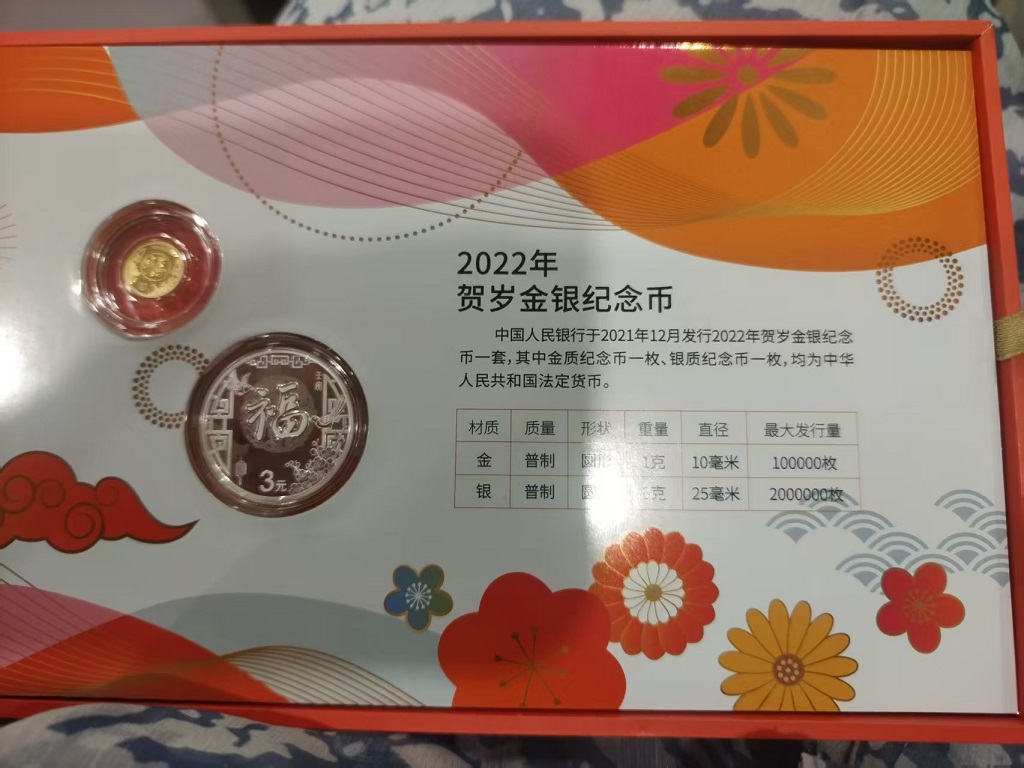 2022年
贺岁金银纪念币
中国人民银行于2021年12月发行2022年贺岁金银纪念
币一套,其中金质纪念币一枚、银质纪念币一枚,均为中华
人民共和国法定货币。
材质 质量 形状 重量 直径 最大发行量
金 普制 圆形 1克 10毫米 100000枚
银 普制 圆 克 25毫米 2000000枚
福
3元